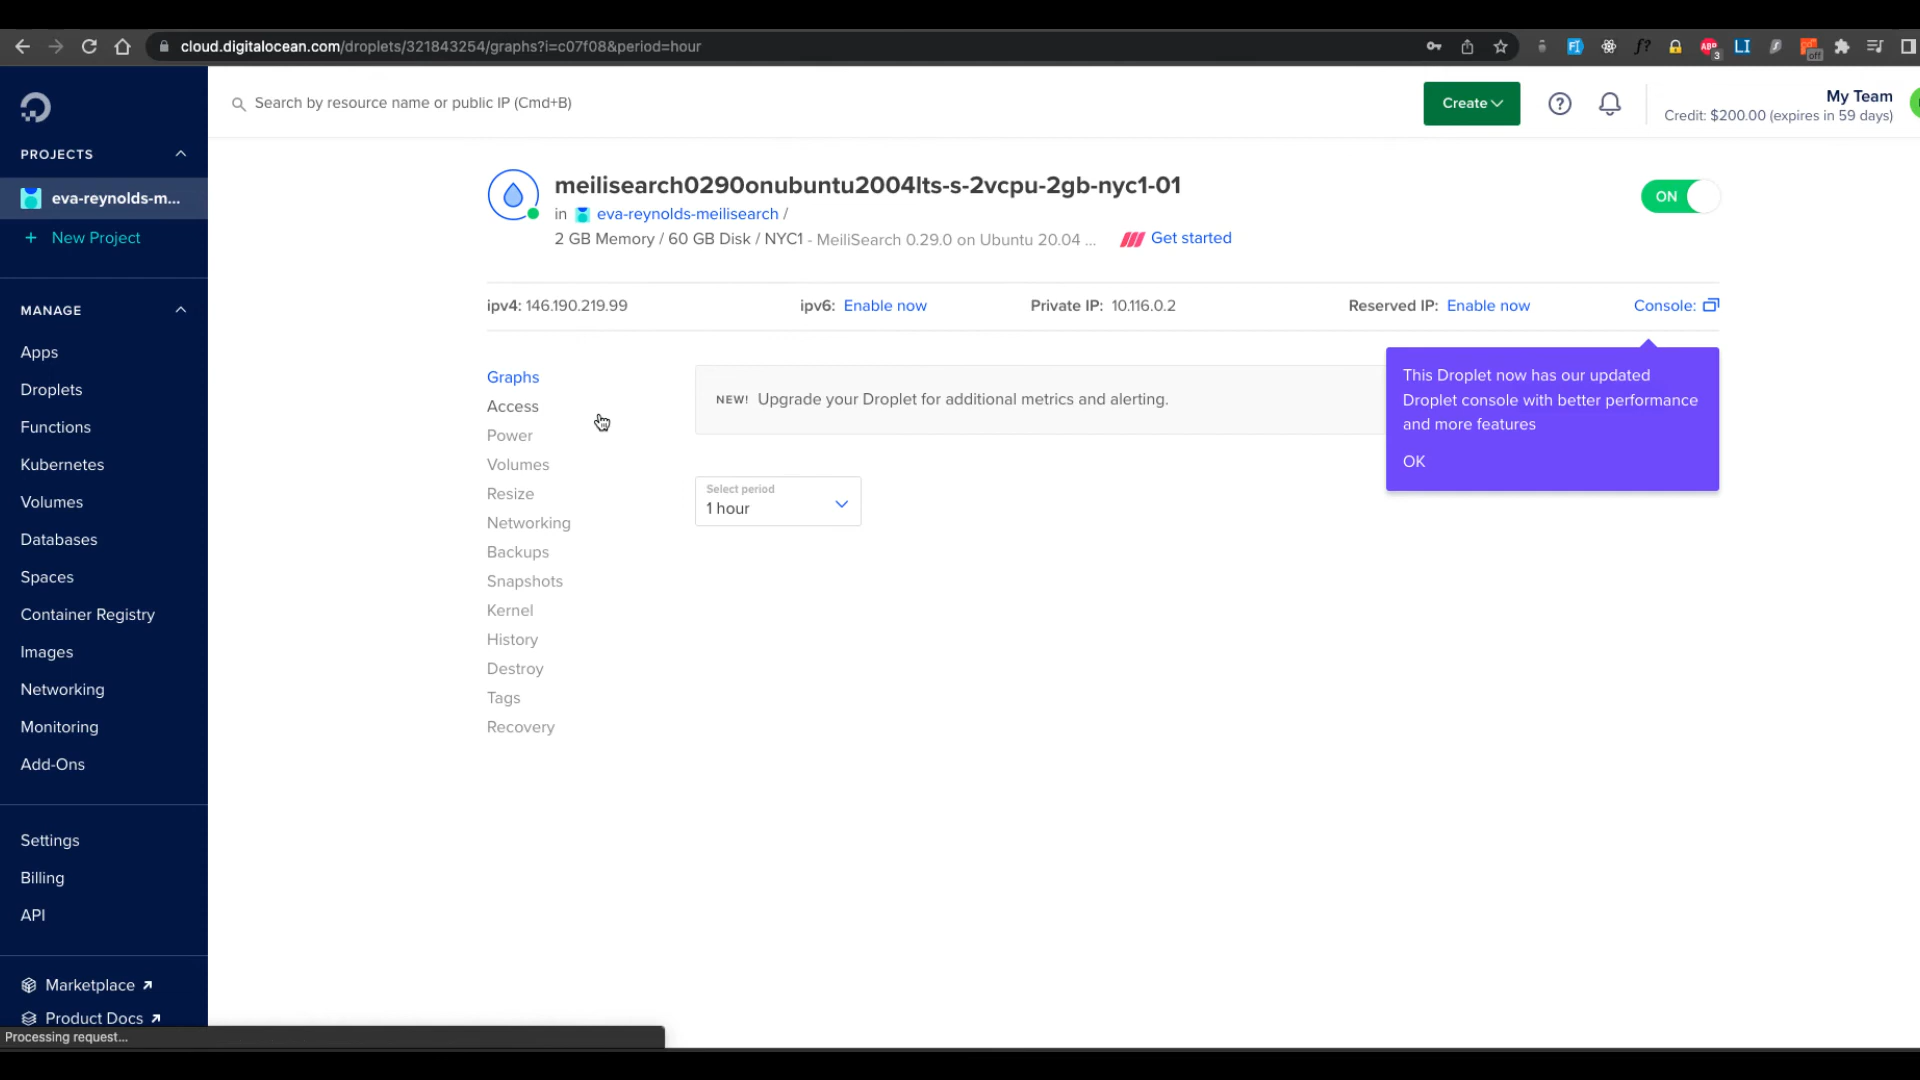 cloud.digitalocean.com/droplets/321843254/graphs?i=c07f08&period=hour
ABP
3
LI
off
Search by resource name or public IP (Cmd+B)
Create
My Team
Credit: $200.00 (expires in 59 days)
PROJECTS
eva-reynolds-m...
+ New Project
MANAGE
Apps
Droplets
Functions
Kubernetes
Volumes
Databases
Spaces
Container Registry
Images
Networking
Monitoring
Add-Ons
Settings
Billing
API
Marketplace
Product Docs
Processing request...
meilisearch0290onubuntu2004lts-s-2vcpu-2gb-nyc1-01
in eva-reynolds-meilisearch /
2 GB Memory / 60 GB Disk / NYC1 - MeiliSearch 0.29.0 on Ubuntu 20.04 ... Get started
ON
ipv4: 146.190.219.99 ipv6: Enable now Private IP: 10.116.0.2 Reserved IP: Enable now Console:
Graphs
Access
Power
Volumes
Resize
Networking
Backups
Snapshots
Kernel
History
Destroy
Tags
Recovery
NEW! Upgrade your Droplet for additional metrics and alerting.
Select period
1 hour
This Droplet now has our updated
Droplet console with better performance
and more features
OK